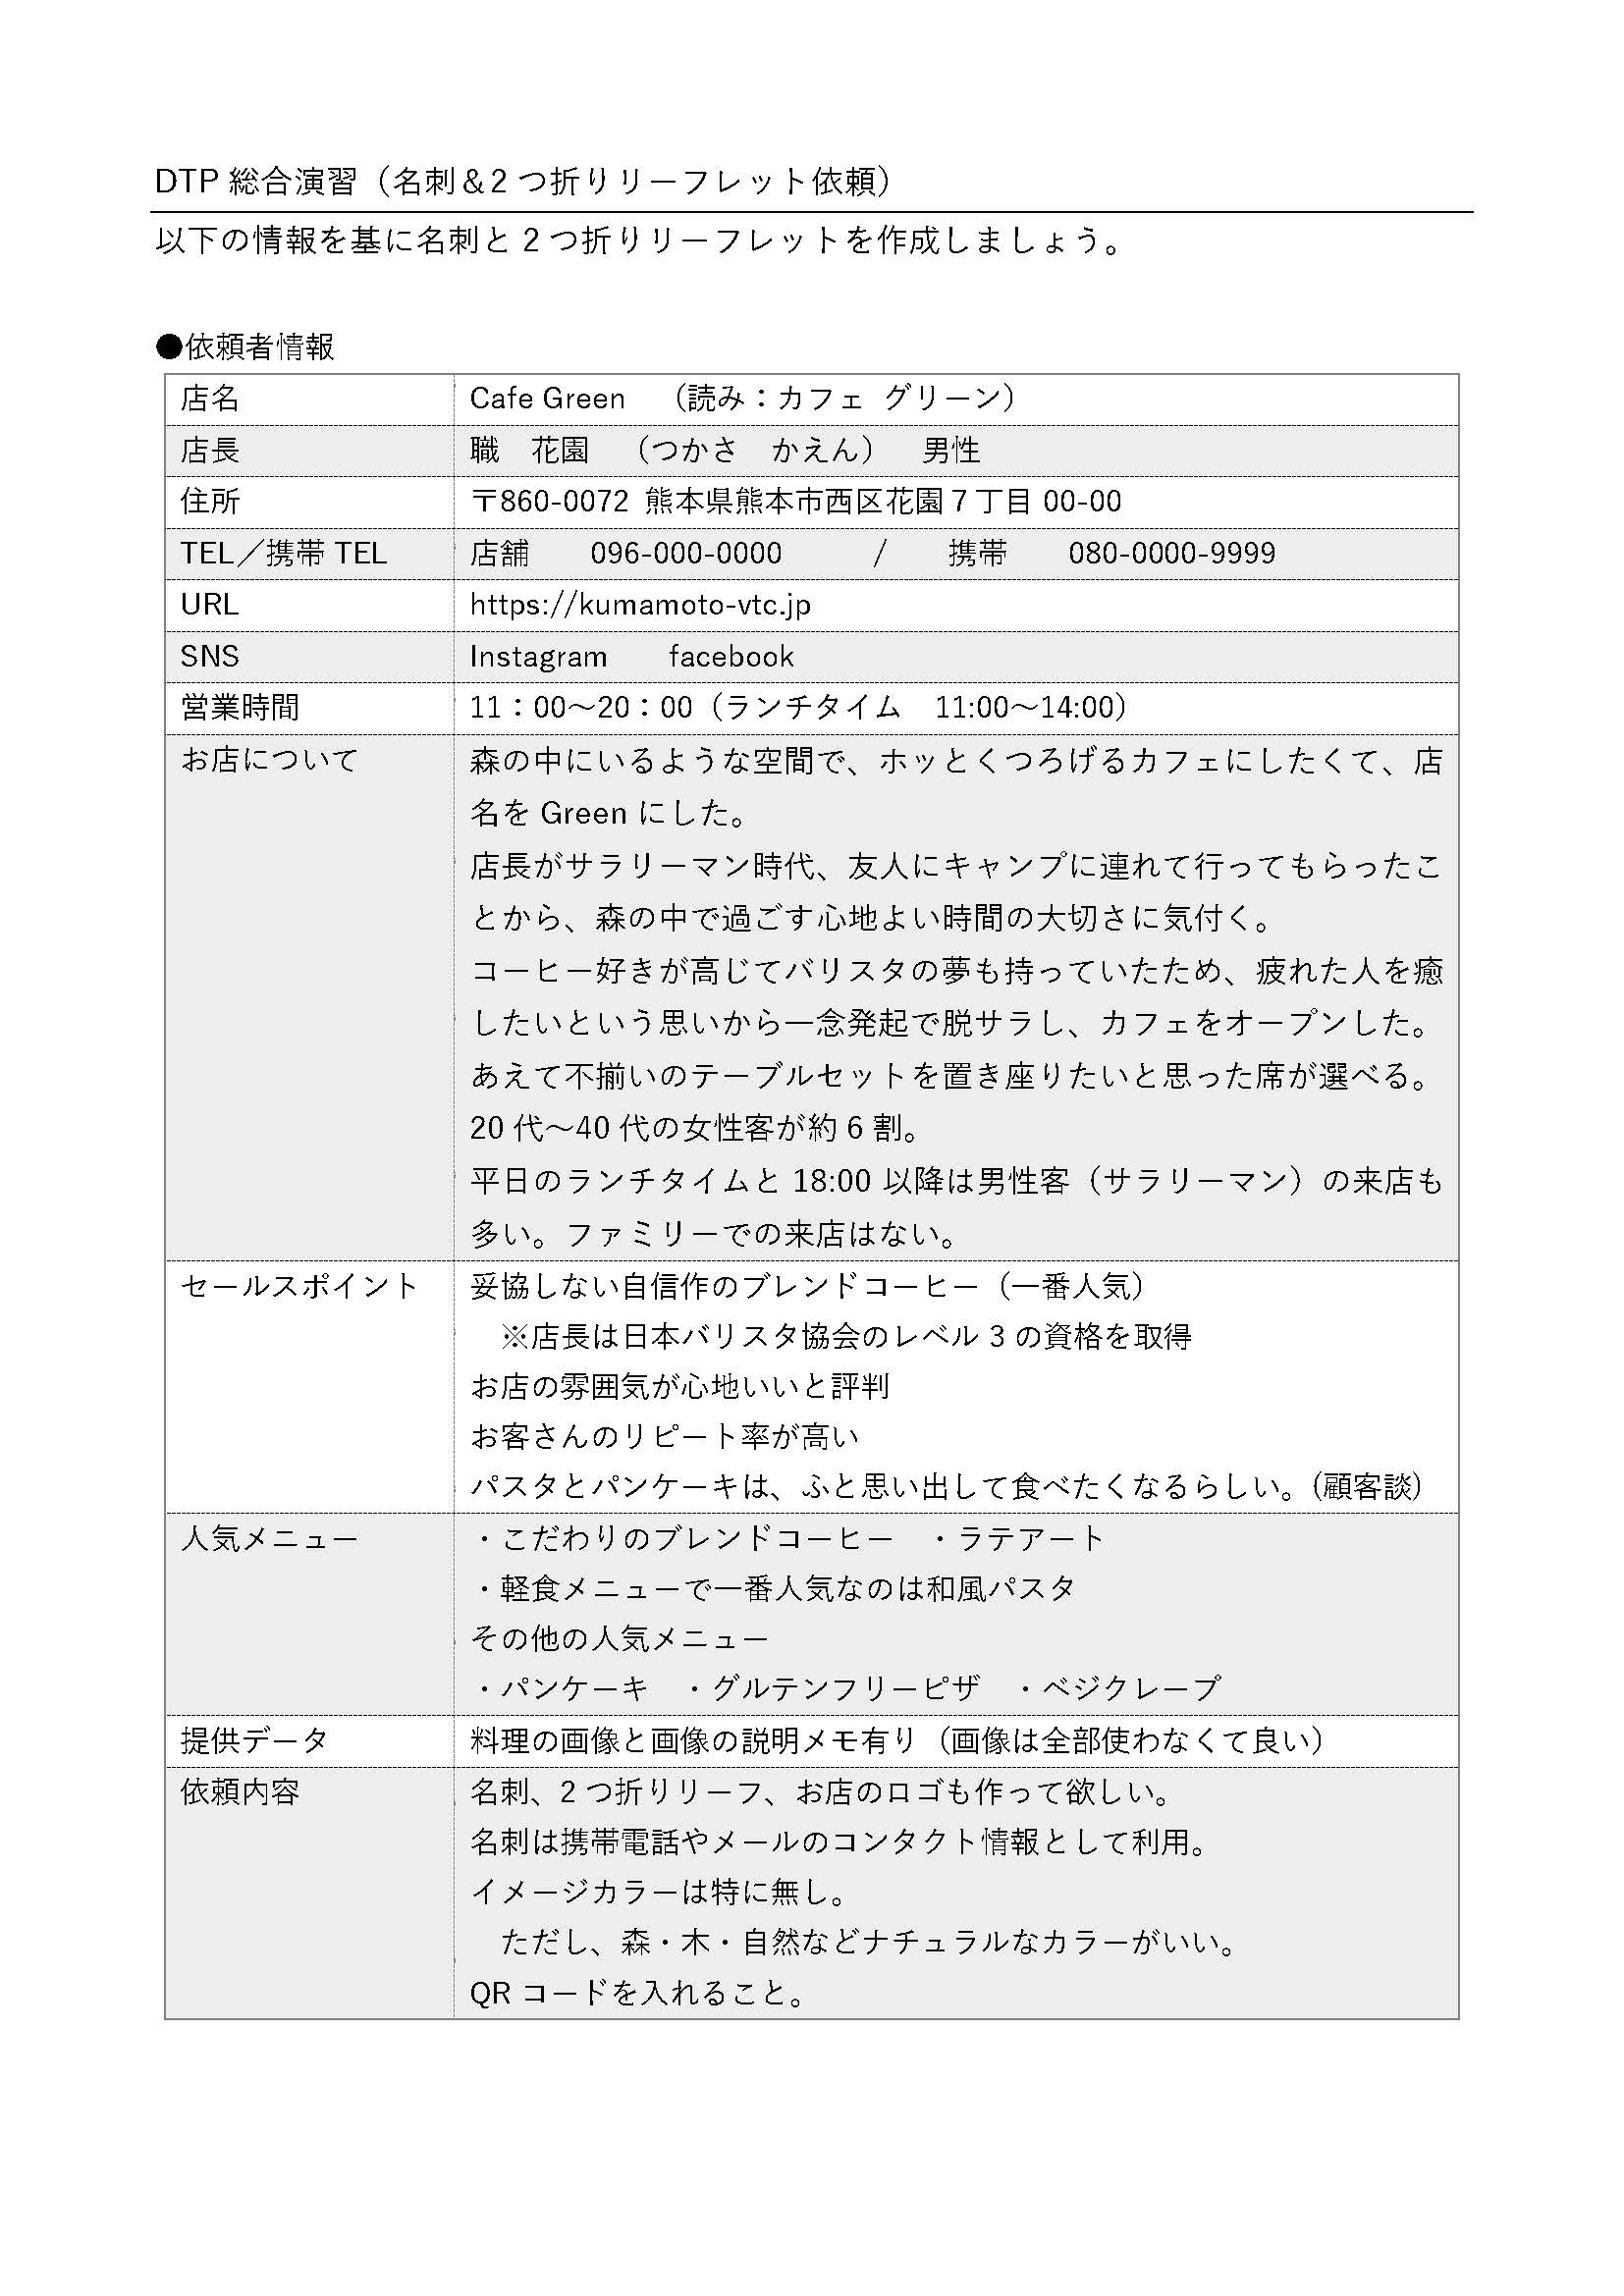 DTP 総合演習（名刺＆2 つ折りリーフレット依頼）
以下の情報を基に名刺と 2 つ折りリーフレットを作成しましょう。
●依頼者情報
店名　Cafe Green　（読み：カフェ グリーン）
店長　職　花園　（つかさ　かえん）　男性
住所　〒860-0072 熊本県熊本市西区花園７丁目 00-00
TEL／携帯 TEL　店舗　　096-000-0000　　　/　　携帯　　080-0000-9999
URL　https://kumamoto-vtc.jp
SNS　Instagram　　facebook
営業時間　11：00～20：00（ランチタイム　11:00～14:00）
お店について　森の中にいるような空間で、ホッとくつろげるカフェにしたくて、店
名を Green にした。
店長がサラリーマン時代、友人にキャンプに連れて行ってもらったこ
とから、森の中で過ごす心地よい時間の大切さに気付く。
コーヒー好きが高じてバリスタの夢も持っていたため、疲れた人を癒
したいという思いから一念発起で脱サラし、カフェをオープンした。
あえて不揃いのテーブルセットを置き座りたいと思った席が選べる。
20 代～40 代の女性客が約 6 割。
平日のランチタイムと 18:00 以降は男性客（サラリーマン）の来店も
多い。ファミリーでの来店はない。
セールスポイント　妥協しない自信作のブレンドコーヒー（一番人気）
※店長は日本バリスタ協会のレベル 3 の資格を取得
お店の雰囲気が心地いいと評判
お客さんのリピート率が高い
パスタとパンケーキは、ふと思い出して食べたくなるらしい。（顧客談）
人気メニュー　・こだわりのブレンドコーヒー　・ラテアート
・軽食メニューで一番人気なのは和風パスタ
その他の人気メニュー
・パンケーキ　・グルテンフリーピザ　・ベジクレープ
提供データ　料理の画像と画像の説明メモ有り（画像は全部使わなくて良い）
依頼内容　名刺、2 つ折りリーフ、お店のロゴも作って欲しい。
名刺は携帯電話やメールのコンタクト情報として利用。
イメージカラーは特に無し。
ただし、森・木・自然などナチュラルなカラーがいい。
QR コードを入れること。